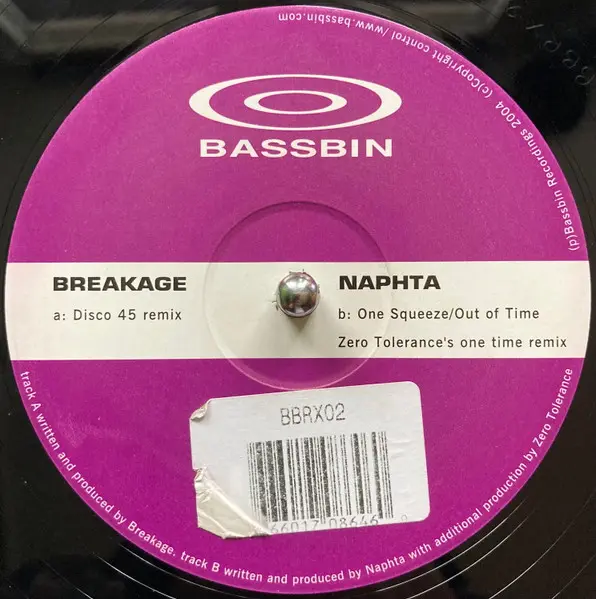 BASSBIN
BREAKAGE
a: Disco 45 remix
NAPHTA
b: One Squeeze/Out of Time
Zero Tolerance's one time remix
BBRX02
66017 08646
track A written and produced by Breakage. track B written and produced by Naphta with additional production by Zero Tolerance
(p)Bassbin Recordings 2004 (c)Copyright control /www.bassbin.com